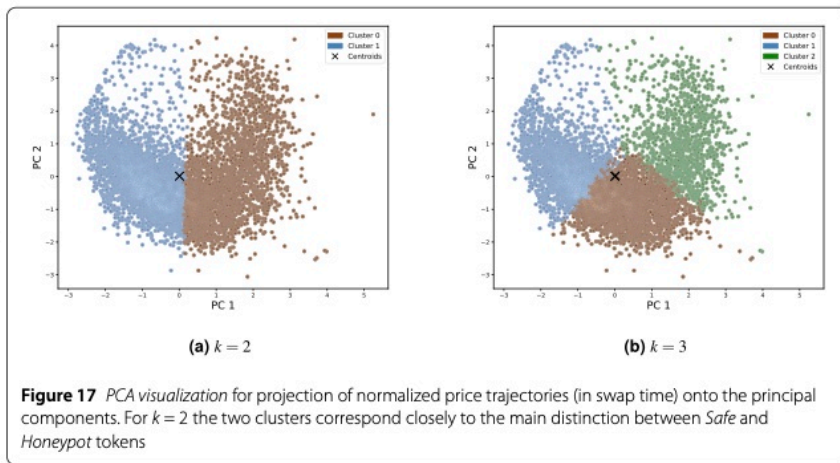 Cluster 0
Cluster 1
Centroids
4
3
2
1
0
−1
−2
−3
PC 2
−3
−2
−1
0
1
2
3
4
5
PC 1
(a) k = 2
Cluster 0
Cluster 1
Cluster 2
Centroids
4
3
2
1
0
−1
−2
−3
PC 2
−3
−2
−1
0
1
2
3
4
5
PC 1
(b) k = 3
Figure 17 PCA visualization for projection of normalized price trajectories (in swap time) onto the principal
components. For k = 2 the two clusters correspond closely to the main distinction between Safe and
Honeypot tokens